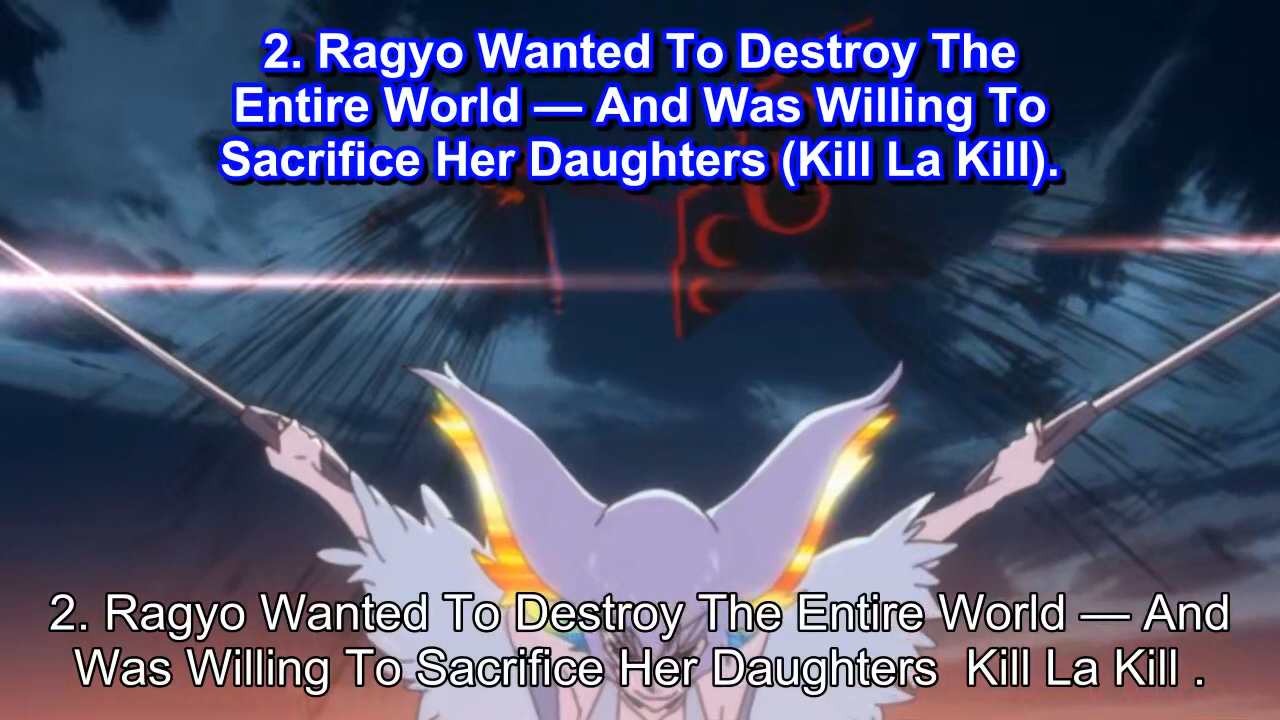 2. Ragyo Wanted To Destroy The
Entire World — And Was Willing To
Sacrifice Her Daughters (Kill La Kill).
2. Ragyo Wanted To Destroy The Entire World — And
Was Willing To Sacrifice Her Daughters  Kill La Kill .